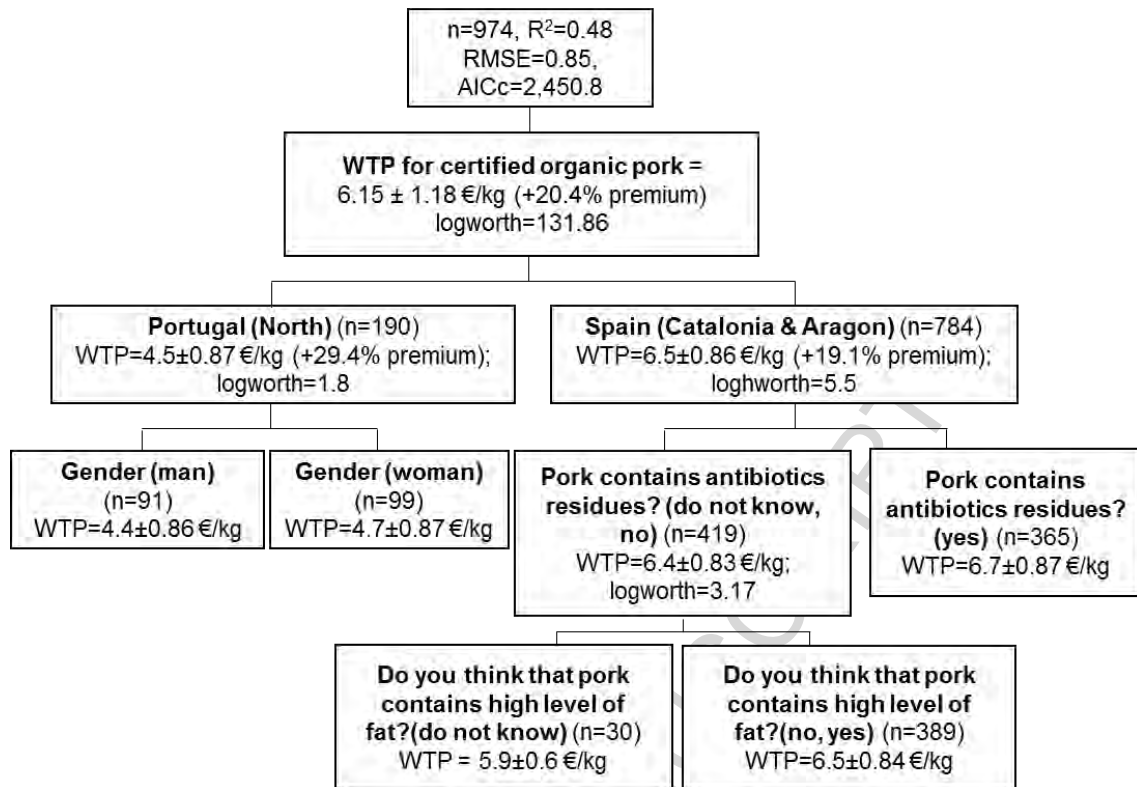 n=974, R²=0.48
RMSE=0.85,
AICc=2,450.8
WTP for certified organic pork =
6.15 ± 1.18 €/kg (+20.4% premium)
logworth=131.86
Portugal (North) (n=190)
WTP=4.5±0.87 €/kg (+29.4% premium);
logworth=1.8
Spain (Catalonia & Aragon) (n=784)
WTP=6.5±0.86 €/kg (+19.1% premium);
loghworth=5.5
Gender (man)
(n=91)
WTP=4.4±0.86 €/kg
Gender (woman)
(n=99)
WTP=4.7±0.87 €/kg
Pork contains antibiotics
residues? (do not know,
no) (n=419)
WTP=6.4±0.83 €/kg;
logworth=3.17
Pork contains
antibiotics residues?
(yes) (n=365)
WTP=6.7±0.87 €/kg
Do you think that pork
contains high level of
fat?(do not know) (n=30)
WTP = 5.9±0.6 €/kg
Do you think that pork
contains high level of
fat?(no, yes) (n=389)
WTP=6.5±0.84 €/kg